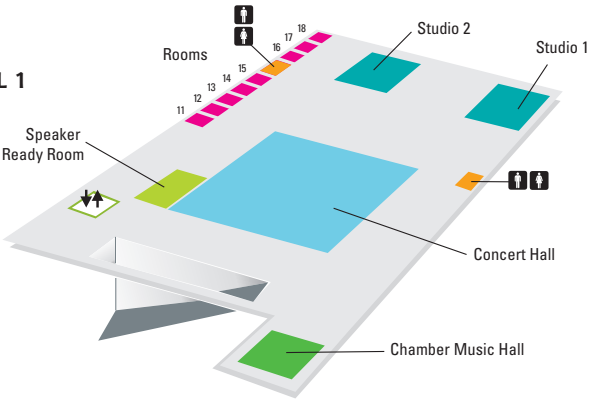 Studio 2
Studio 1
Rooms
18
17
16
15
14
13
12
11
L 1
Speaker
Ready Room
Concert Hall
Chamber Music Hall